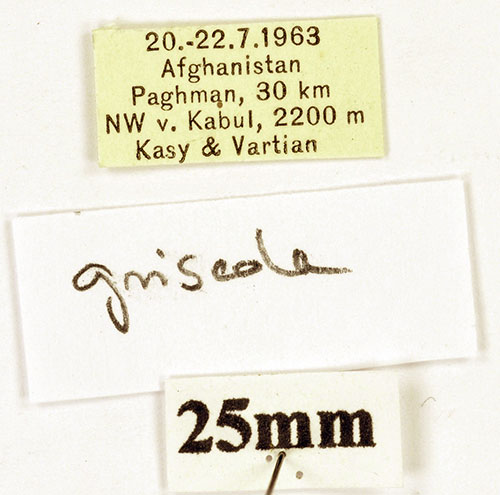 20.-22.7.1963
Afghanistan
Paghman, 30 km
NW v. Kabul, 2200 m
Kasy & Vartian
griseola
25mm